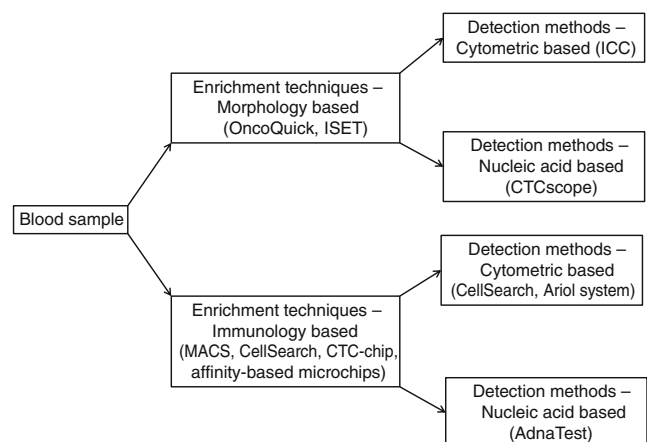 Detection methods –
Cytometric based (ICC)
Enrichment techniques –
Morphology based
(OncoQuick, ISET)
Detection methods –
Nucleic acid based
(CTCscope)
Blood sample
Detection methods –
Cytometric based
(CellSearch, Ariol system)
Enrichment techniques –
Immunology based
(MACS, CellSearch, CTC-chip,
affinity-based microchips)
Detection methods –
Nucleic acid based
(AdnaTest)